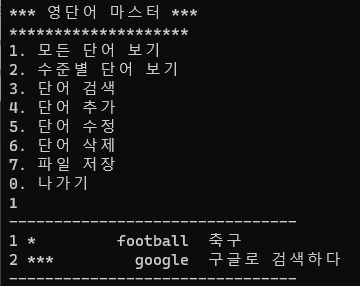 *** 영단어 마스터 ***
********************
1. 모든 단어 보기
2. 수준별 단어 보기
3. 단어 검색
4. 단어 추가
5. 단어 수정
6. 단어 삭제
7. 파일 저장
0. 나가기
1
--------------------------------
1 * football 축구
2 *** google 구글로 검색하다
--------------------------------